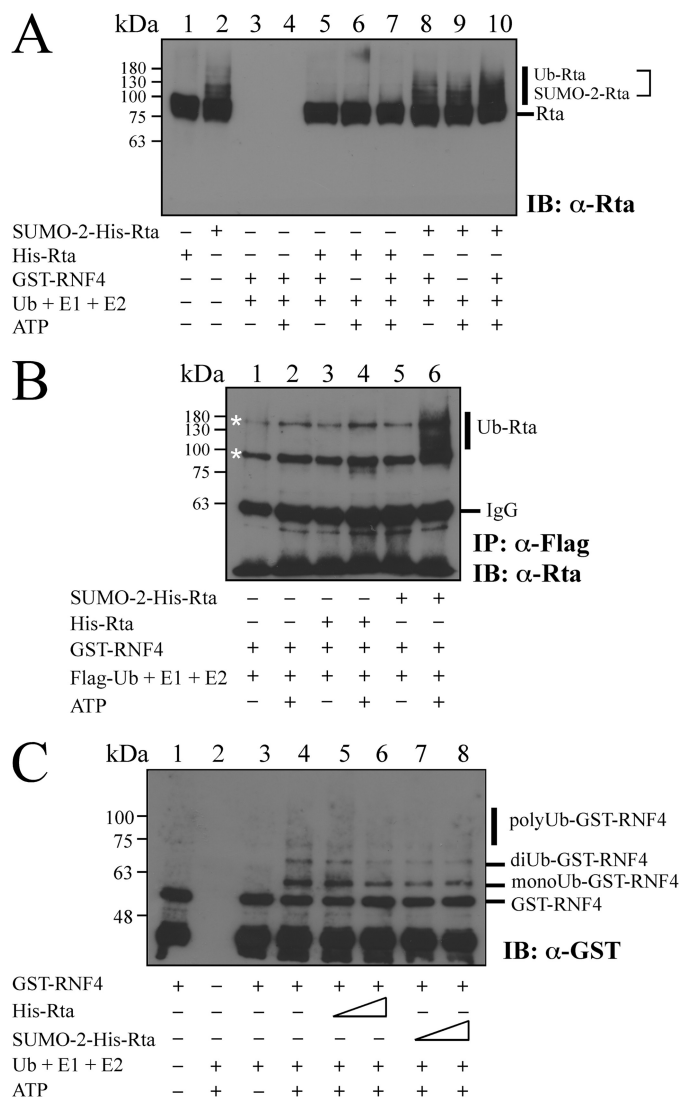 A
kDa 1 2 3 4 5 6 7 8 9 10
180
130
100
75
63
Ub-Rta
SUMO-2-Rta
Rta
IB: α-Rta
SUMO-2-His-Rta – + – – – – – + + +
His-Rta + – – – + + + – – –
GST-RNF4 – – + + + – + – + +
Ub + E1 + E2 – – + + + + + + + +
ATP – – – + – + + + + +
B
kDa 1 2 3 4 5 6
180
130
100
75
63
*
*
Ub-Rta
IgG
IP: α-Flag
IB: α-Rta
SUMO-2-His-Rta – – – – + +
His-Rta – – + + – –
GST-RNF4 + + + + + +
Flag-Ub + E1 + E2 + + + + + +
ATP – + – + – +
C
kDa 1 2 3 4 5 6 7 8
100
75
63
48
polyUb-GST-RNF4
diUb-GST-RNF4
monoUb-GST-RNF4
GST-RNF4
IB: α-GST
GST-RNF4 + – + + + + + +
His-Rta – – – – – –
SUMO-2-His-Rta – – – – – –
Ub + E1 + E2 – + + + + + + +
ATP – + – + + + + +